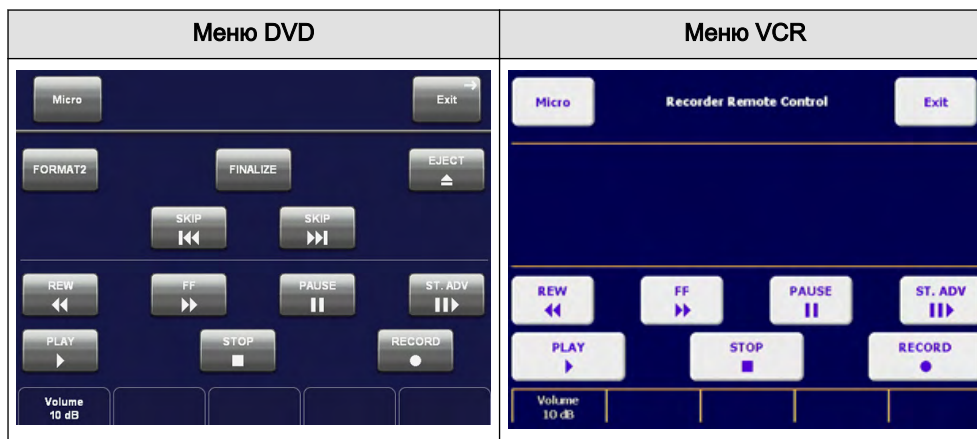 Меню DVD
Меню VCR
Micro
Exit
FORMAT2
FINALIZE
EJECT
SKIP
SKIP
REW
FF
PAUSE
ST. ADV
PLAY
STOP
RECORD
Volume
10 dB
Micro
Recorder Remote Control
Exit
REW
FF
PAUSE
ST. ADV
PLAY
STOP
RECORD
Volume
10 dB